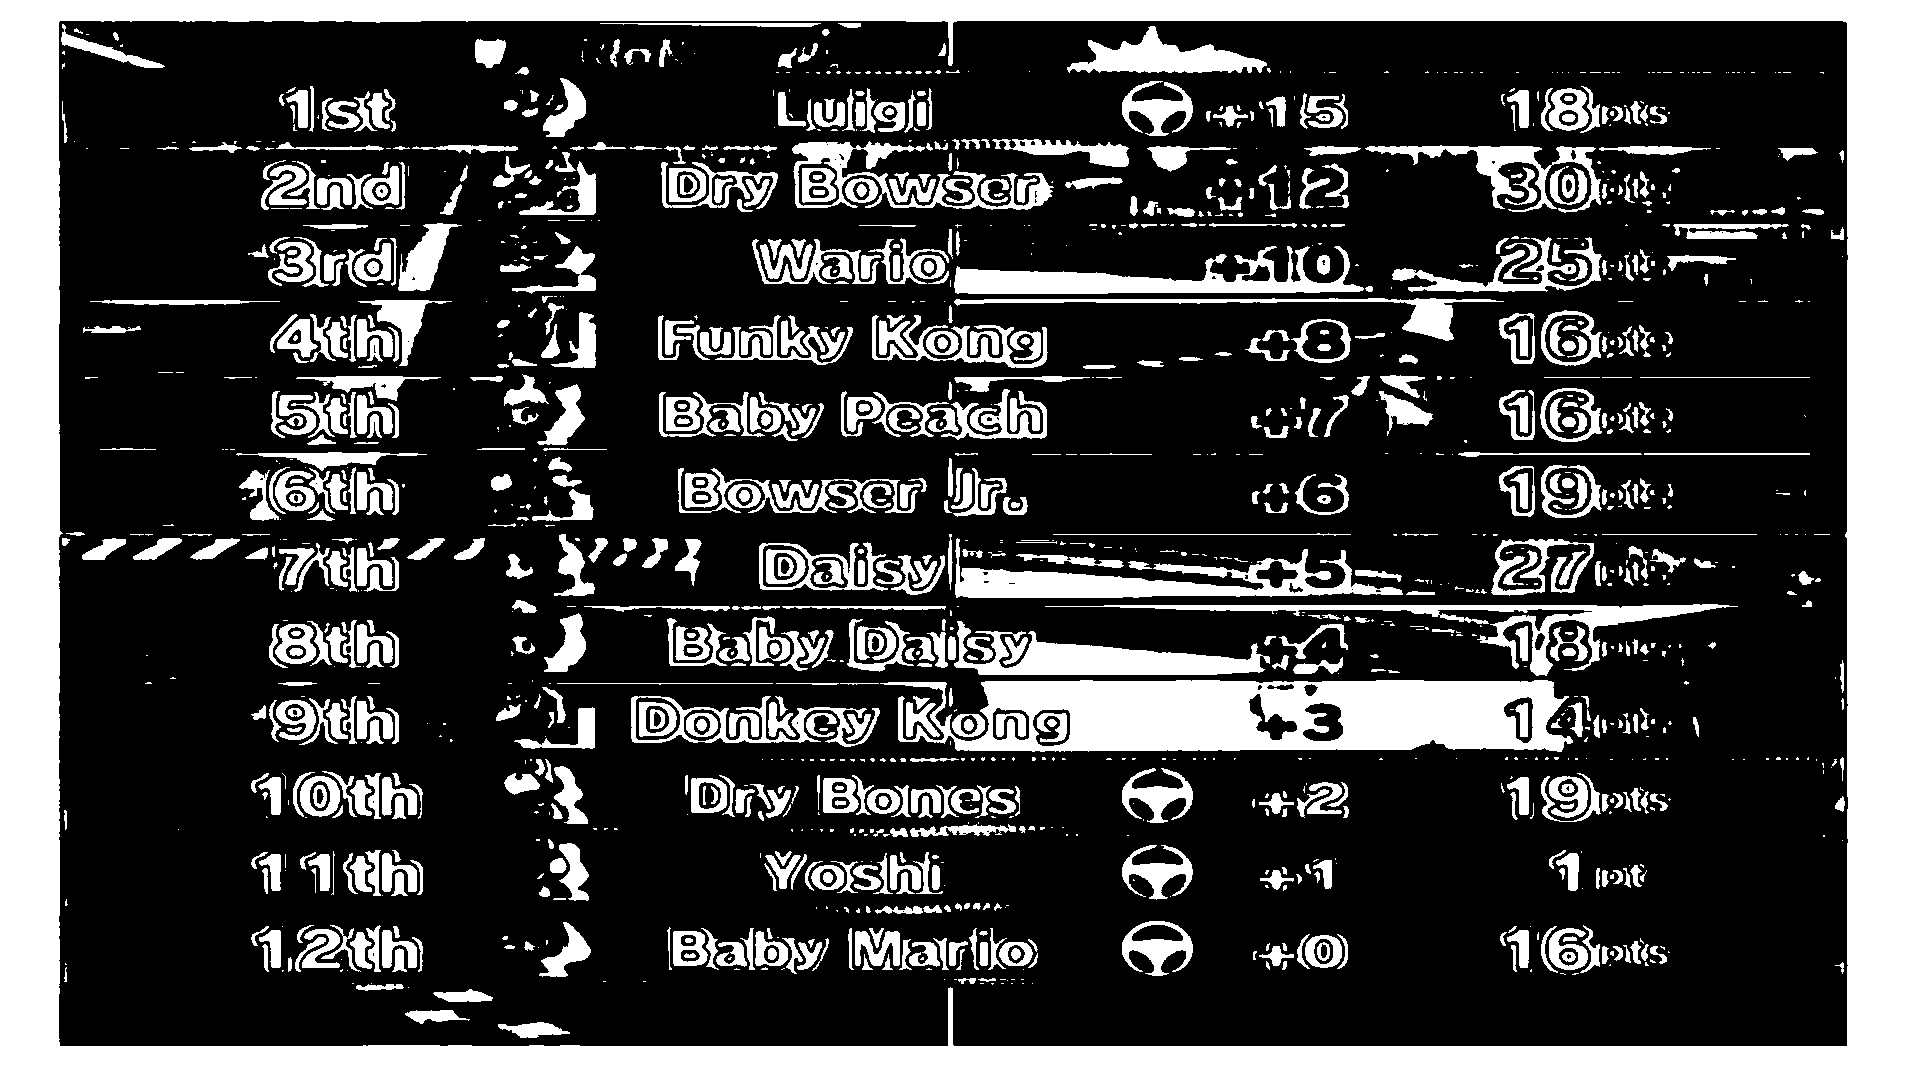 1st Luigi +15 18pts
2nd Dry Bowser +12 30pts
3rd Wario +10 25pts
4th Funky Kong +8 16pts
5th Baby Peach +7 16pts
6th Bowser Jr. +6 19pts
7th Daisy +5 27pts
8th Baby Daisy +4 18pts
9th Donkey Kong +3 14pts
10th Dry Bones +2 19pts
11th Yoshi +1 1pt
12th Baby Mario +0 16pts